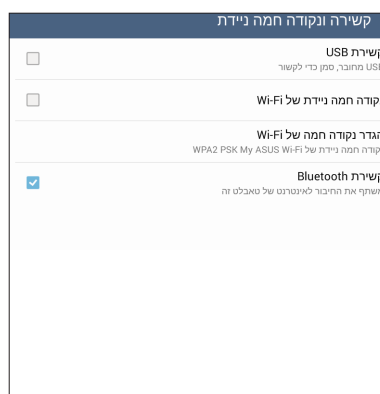 קשירה ונקודה חמה ניידת
קשירת USB
USB מחובר, סמן כדי לקשור
נקודה חמה ניידת של Wi-Fi
הגדר נקודה חמה של Wi-Fi
נקודה חמה ניידת של WPA2 PSK My ASUS Wi-Fi
קשירת Bluetooth
משתף את החיבור לאינטרנט של טאבלט זה